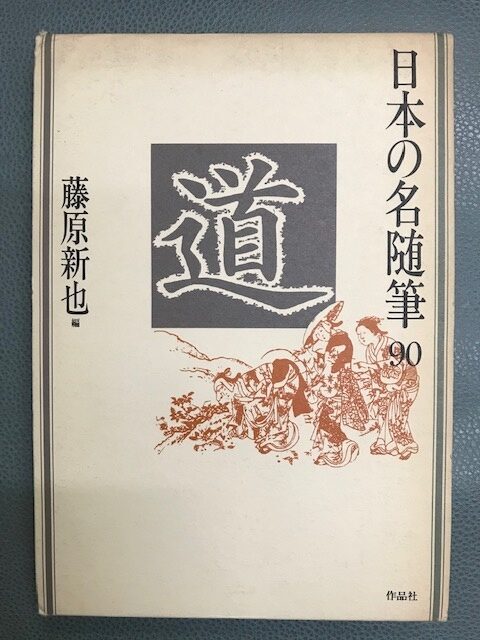 日本の名随筆 90
道
藤原新也 編
作品社